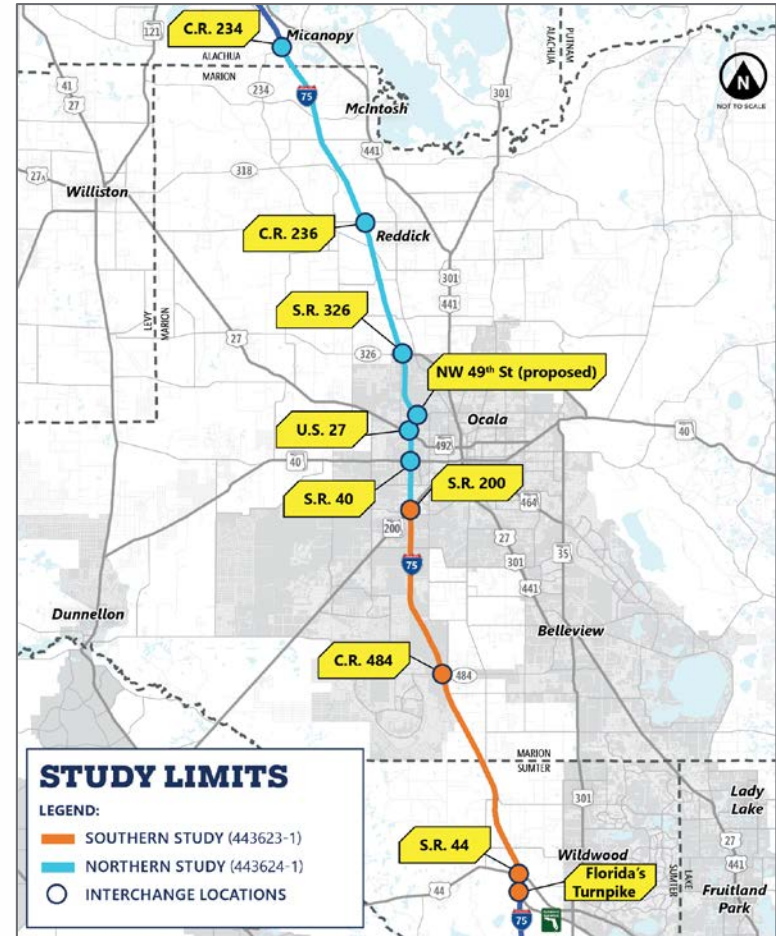 C.R. 234
Micanopy
121
ALACHUA
MARION
ALACHUA
PUTNAM
N
NOT TO SCALE
41
27
234
75
McIntosh
301
441
318
27A
Williston
C.R. 236
Reddick
S.R. 326
301
441
LEVY
MARION
27
326
NW 49th St (proposed)
Ocala
U.S. 27
492
40
40
S.R. 40
S.R. 200
464
200
27
35
75
301
441
Dunnellon
Belleview
C.R. 484
484
MARION
SUMTER
STUDY LIMITS
LEGEND:
SOUTHERN STUDY (443623-1)
NORTHERN STUDY (443624-1)
INTERCHANGE LOCATIONS
301
Lady
Lake
27
441
S.R. 44
Wildwood
SUMTER
LAKE
44
Florida's
Turnpike
Fruitland
Park
75